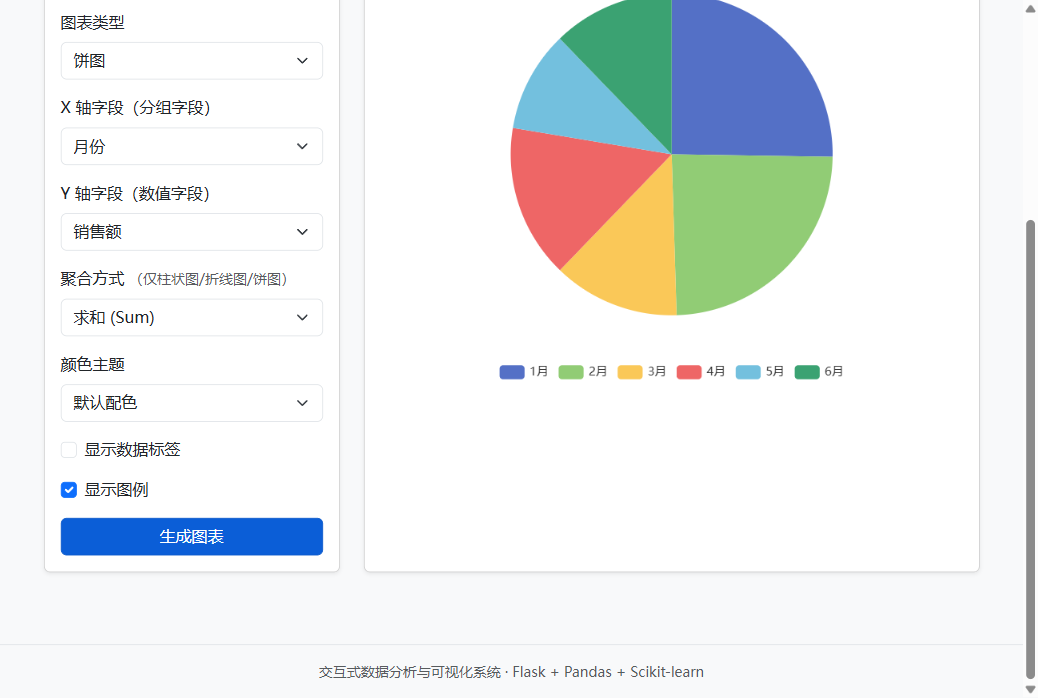 图表类型
饼图
X 轴字段（分组字段）
月份
Y 轴字段（数值字段）
销售额
聚合方式 （仅柱状图/折线图/饼图）
求和 (Sum)
颜色主题
默认配色
显示数据标签
显示图例
生成图表
1月 2月 3月 4月 5月 6月
交互式数据分析与可视化系统 · Flask + Pandas + Scikit-learn